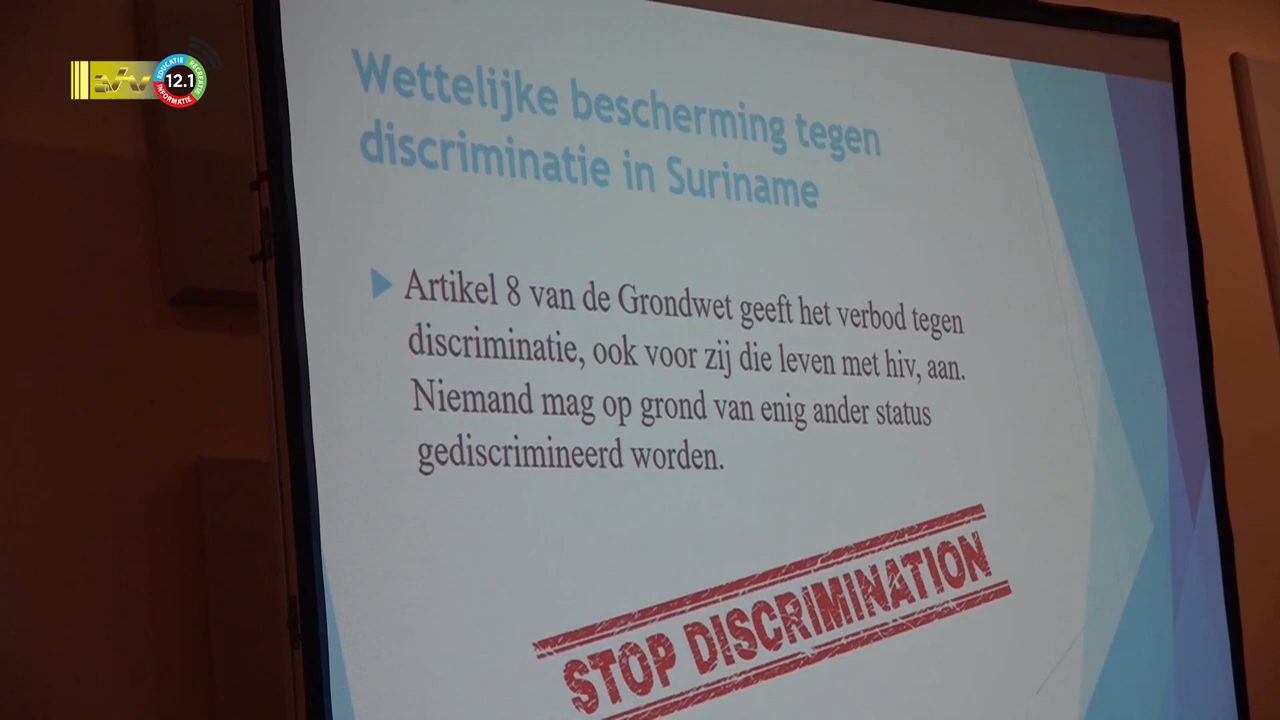 ATV
12.1
EDUCATIE
RECREATIE
INFORMATIE
Wettelijke bescherming tegen
discriminatie in Suriname
Artikel 8 van de Grondwet geeft het verbod tegen
discriminatie, ook voor zij die leven met hiv, aan.
Niemand mag op grond van enig ander status
gediscrimineerd worden.
STOP DISCRIMINATION